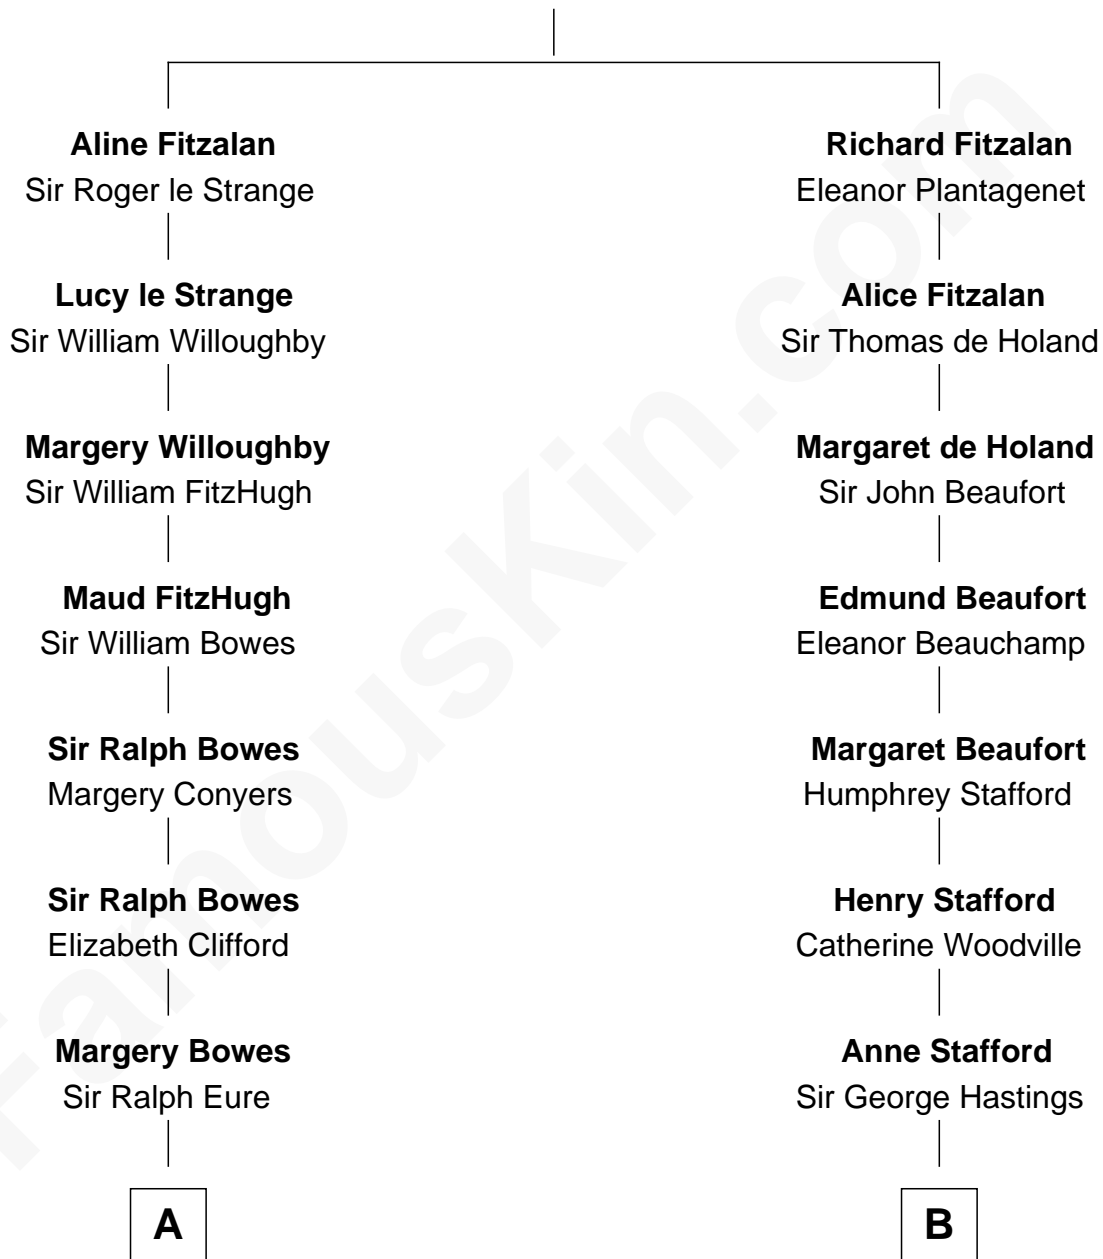 Aline Fitzalan
Sir Roger le Strange
Richard Fitzalan
Eleanor Plantagenet
Lucy le Strange
Sir William Willoughby
Alice Fitzalan
Sir Thomas de Holand
Margery Willoughby
Sir William FitzHugh
Margaret de Holand
Sir John Beaufort
Maud FitzHugh
Sir William Bowes
Edmund Beaufort
Eleanor Beauchamp
Sir Ralph Bowes
Margery Conyers
Margaret Beaufort
Humphrey Stafford
Sir Ralph Bowes
Elizabeth Clifford
Henry Stafford
Catherine Woodville
Margery Bowes
Sir Ralph Eure
Anne Stafford
Sir George Hastings
A
B
FamousKin.com